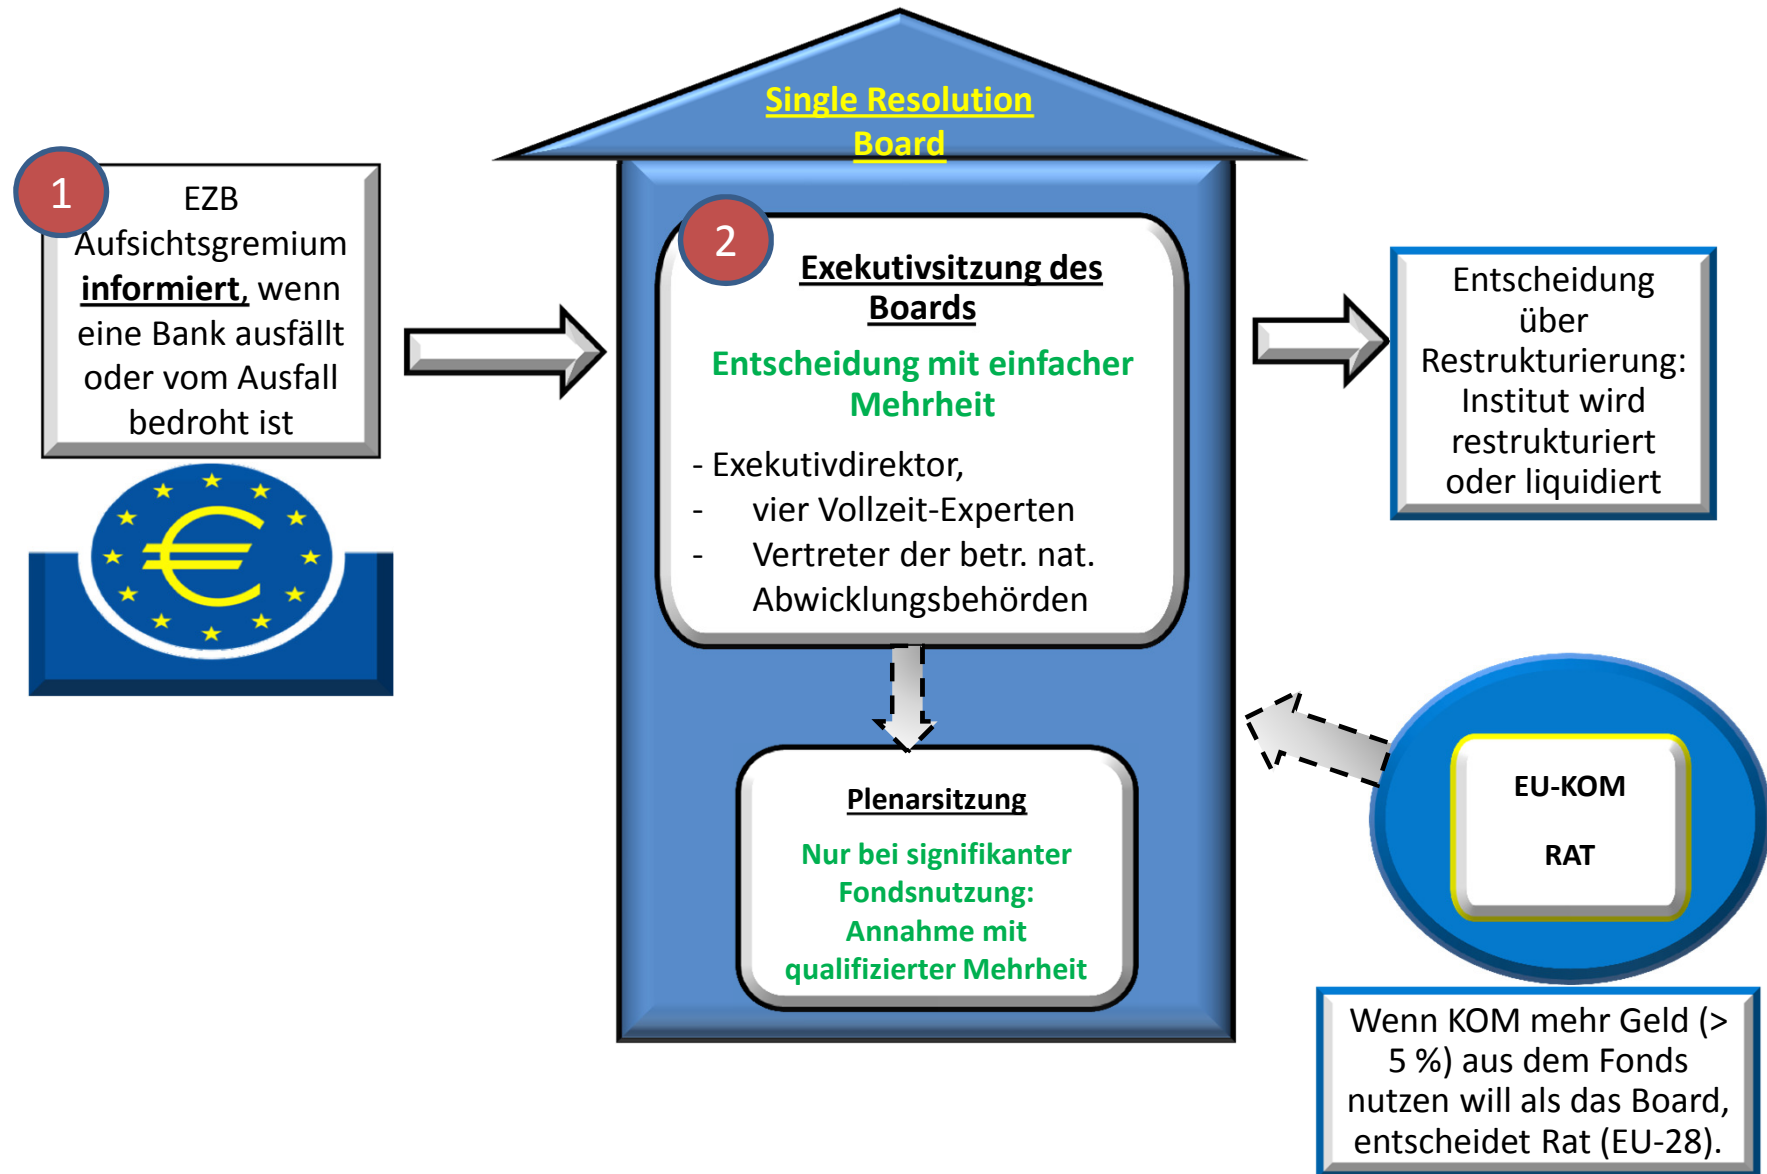 Single Resolution
Board
1
EZB
Aufsichtsgremium
informiert, wenn
eine Bank ausfällt
oder vom Ausfall
bedroht ist
€
2
Exekutivsitzung des
Boards
Entscheidung mit einfacher
Mehrheit
- Exekutivdirektor,
- vier Vollzeit-Experten
- Vertreter der betr. nat.
Abwicklungsbehörden
Plenarsitzung
Nur bei signifikanter
Fondsnutzung:
Annahme mit
qualifizierter Mehrheit
Entscheidung
über
Restrukturierung:
Institut wird
restrukturiert
oder liquidiert
EU-KOM
RAT
Wenn KOM mehr Geld (>
5 %) aus dem Fonds
nutzen will als das Board,
entscheidet Rat (EU-28).